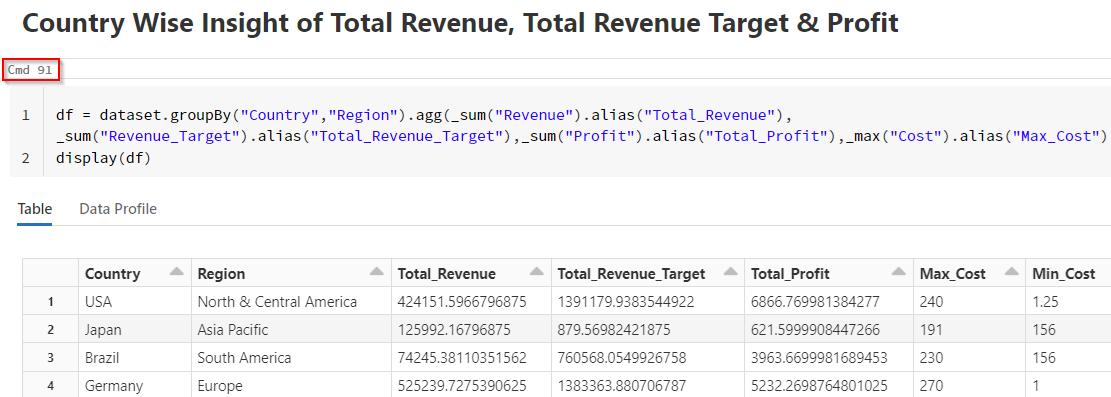 Country Wise Insight of Total Revenue, Total Revenue Target & Profit
Cmd 91
1 df = dataset.groupBy("Country","Region").agg(_sum("Revenue").alias("Total_Revenue"),
_sum("Revenue_Target").alias("Total_Revenue_Target"),_sum("Profit").alias("Total_Profit"),_max("Cost").alias("Max_Cost")
2 display(df)
Table Data Profile
Country Region Total_Revenue Total_Revenue_Target Total_Profit Max_Cost Min_Cost
1 USA North & Central America 424151.5966796875 1391179.9383544922 6866.769981384277 240 1.25
2 Japan Asia Pacific 125992.16796875 879.56982421875 621.5999908447266 191 156
3 Brazil South America 74245.38110351562 760568.0549926758 3963.6699981689453 230 156
4 Germany Europe 525239.7275390625 1383363.880706787 5232.2698764801025 270 1